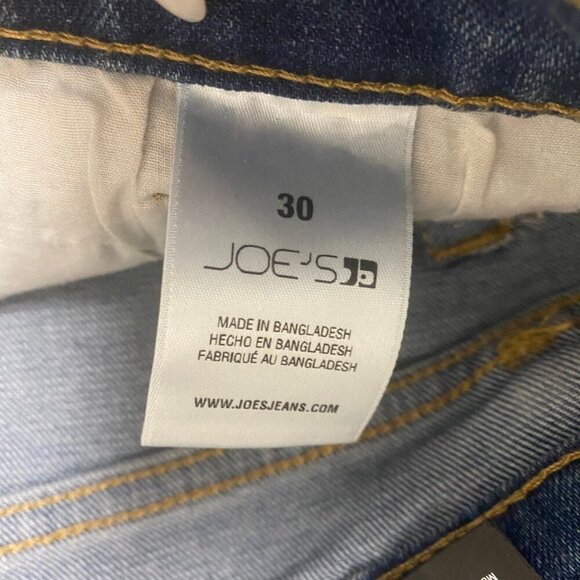 30
JOE'S
MADE IN BANGLADESH
HECHO EN BANGLADESH
FABRIQUÉ AU BANGLADESH
WWW.JOESJEANS.COM